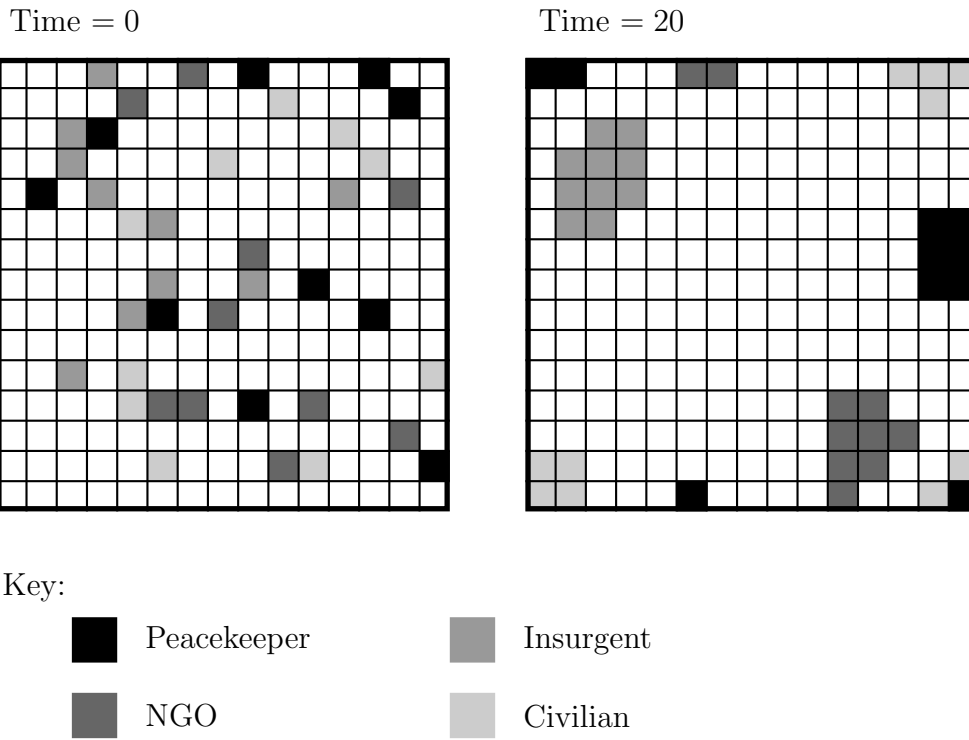 Time = 0
Time = 20
Key:
Peacekeeper
Insurgent
NGO
Civilian